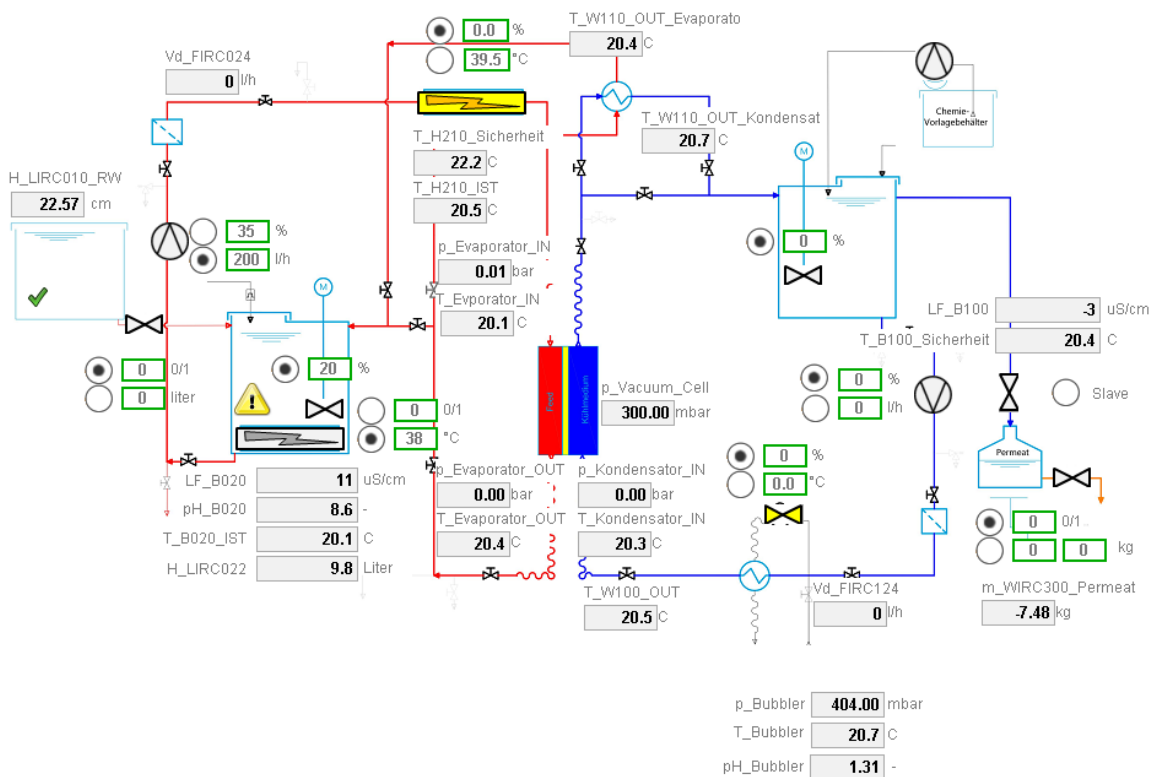 T_W110_OUT_Evaporato
0.0 %
20.4 C
39.5 °C
Vd_FIRC024
0 l/h
Chemie-
Vorlagebehälter
T_W110_OUT_Kondensat
20.7 C
T_H210_Sicherheit
22.2 C
M
H_LIRC010_RW
22.57 cm
T_H210_IST
20.5 C
35 %
200 l/h
p_Evaporator_IN
0.01 bar
0 %
M
T_Evporator_IN
20.1 C
LF_B100
-3 uS/cm
T_B100_Sicherheit
20.4 C
0 0/1
0 liter
20 %
p_Vacuum_Cell
300.00 mbar
0 %
0 l/h
Slave
Feed
Kühlmedium
0 0/1
38 °C
Permeat
0 %
0.0 °C
LF_B020 11 uS/cm
p_Evaporator_OUT
0.00 bar
p_Kondensator_IN
0.00 bar
pH_B020 8.6 -
T_Evaporator_OUT
20.4 C
T_Kondensator_IN
20.3 C
0 0/1
0 0 kg
T_B020_IST 20.1 C
H_LIRC022 9.8 Liter
T_W100_OUT
20.5 C
Vd_FIRC124
0 l/h
m_WIRC300_Permeat
-7.48 kg
p_Bubbler 404.00 mbar
T_Bubbler 20.7 C
pH_Bubbler 1.31 -